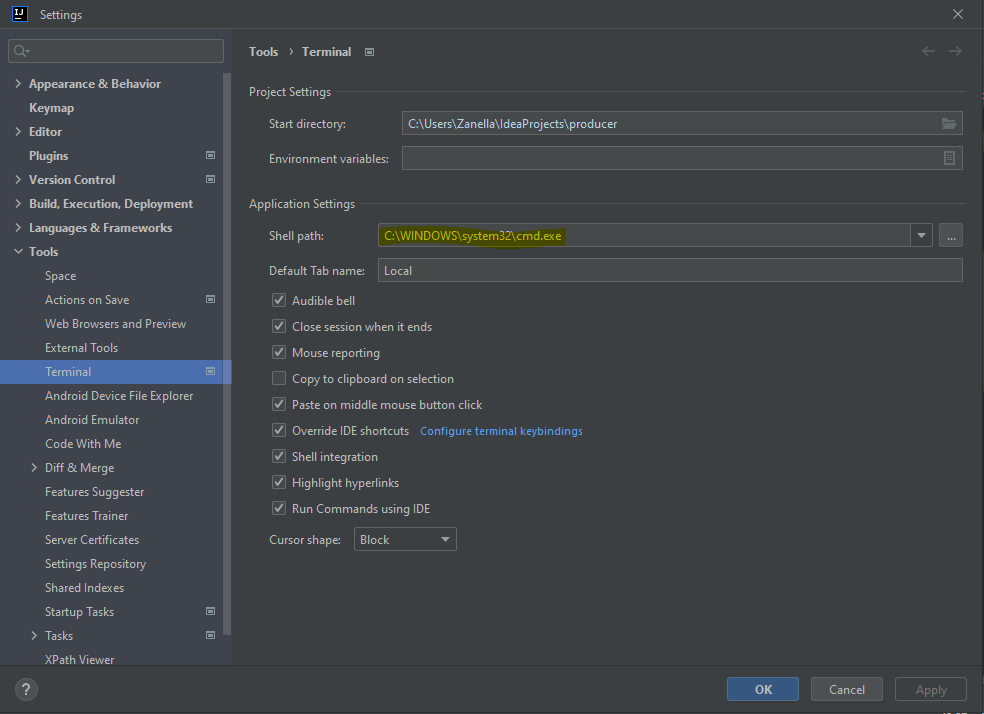 IJ Settings
Appearance & Behavior
Keymap
Editor
Plugins
Version Control
Build, Execution, Deployment
Languages & Frameworks
Tools
Space
Actions on Save
Web Browsers and Preview
External Tools
Terminal
Android Device File Explorer
Android Emulator
Code With Me
Diff & Merge
Features Suggester
Features Trainer
Server Certificates
Settings Repository
Shared Indexes
Startup Tasks
Tasks
XPath Viewer
Tools › Terminal
Project Settings
Start directory: C:\Users\Zanella\IdeaProjects\producer
Environment variables:
Application Settings
Shell path: C:\WINDOWS\system32\cmd.exe ...
Default Tab name: Local
Audible bell
Close session when it ends
Mouse reporting
Copy to clipboard on selection
Paste on middle mouse button click
Override IDE shortcuts Configure terminal keybindings
Shell integration
Highlight hyperlinks
Run Commands using IDE
Cursor shape: Block
? OK Cancel Apply